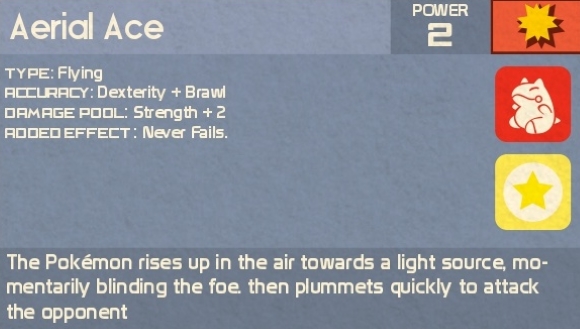 Aerial Ace
POWER
2
TYPE: Flying
ACCURACY: Dexterity + Brawl
DAMAGE POOL: Strength + 2
ADDED EFFECT: Never Fails.
The Pokémon rises up in the air towards a light source, mo-
mentarily blinding the foe. then plummets quickly to attack
the opponent